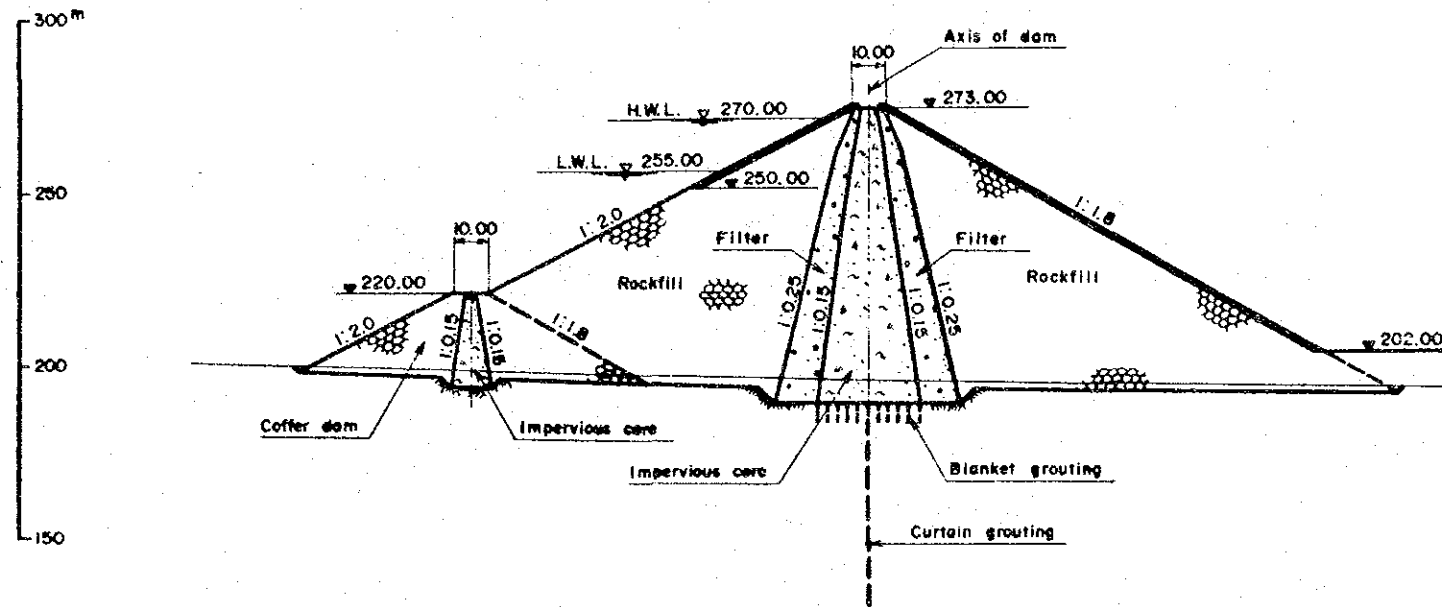 300 m
Axis of dam
10.00
H.W.L. 270.00
273.00
L.W.L. 255.00
250.00
250
1:2.0
1:1.8
10.00
Filter
Filter
Rockfill
Rockfill
220.00
1:0.25
1:0.15
1:0.15
1:0.25
1:2.0
1:0.15
1:0.15
1:1.8
202.00
200
Coffer dam
Impervious core
Impervious core
Blanket grouting
Curtain grouting
150